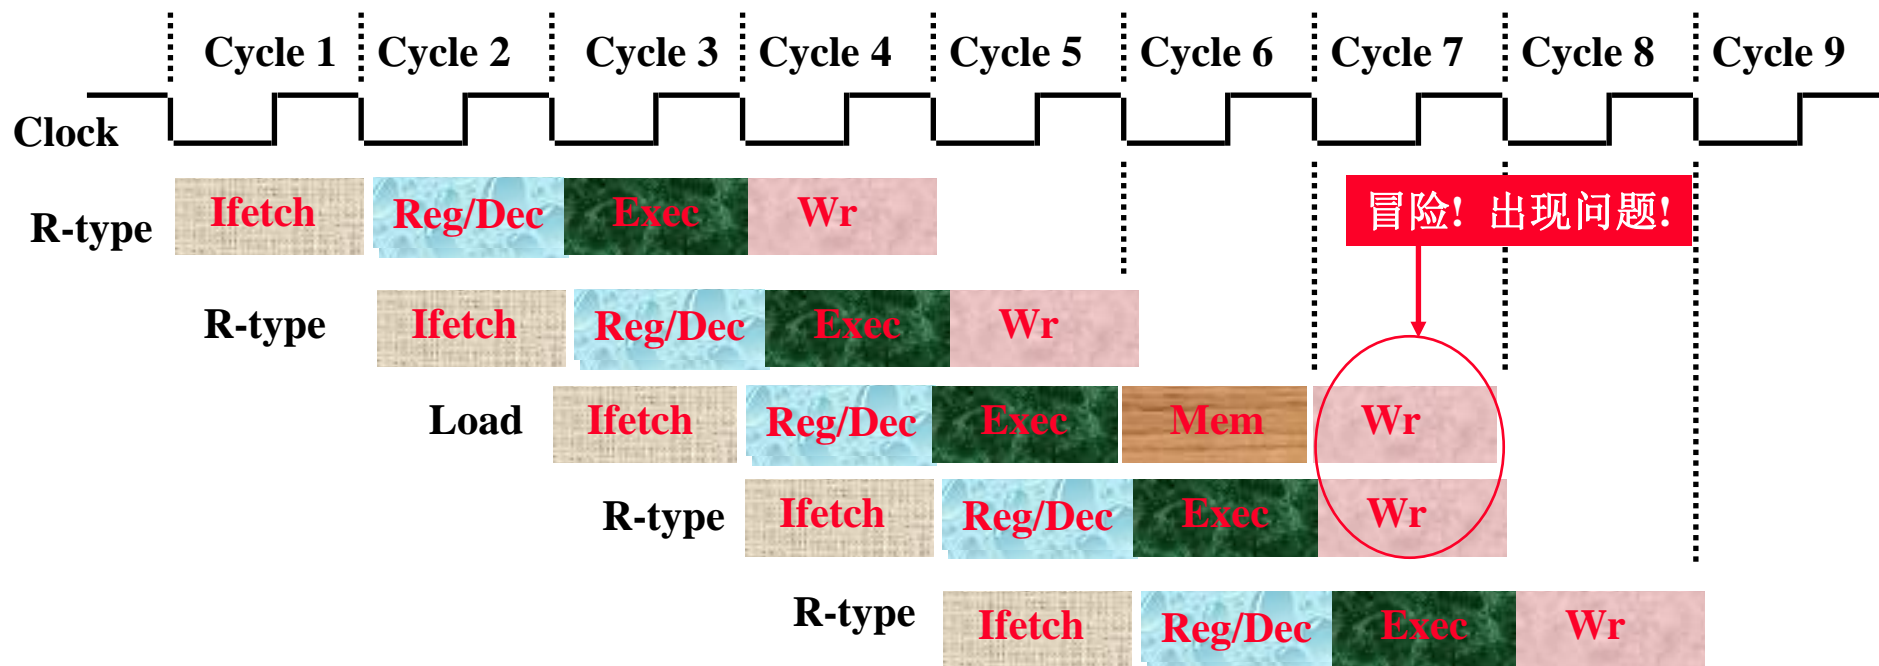 Cycle 1 Cycle 2 Cycle 3 Cycle 4 Cycle 5 Cycle 6 Cycle 7 Cycle 8 Cycle 9
Clock
冒险! 出现问题!
R-type Ifetch Reg/Dec Exec Wr
R-type Ifetch Reg/Dec Exec Wr
Load Ifetch Reg/Dec Exec Mem Wr
R-type Ifetch Reg/Dec Exec Wr
R-type Ifetch Reg/Dec Exec Wr